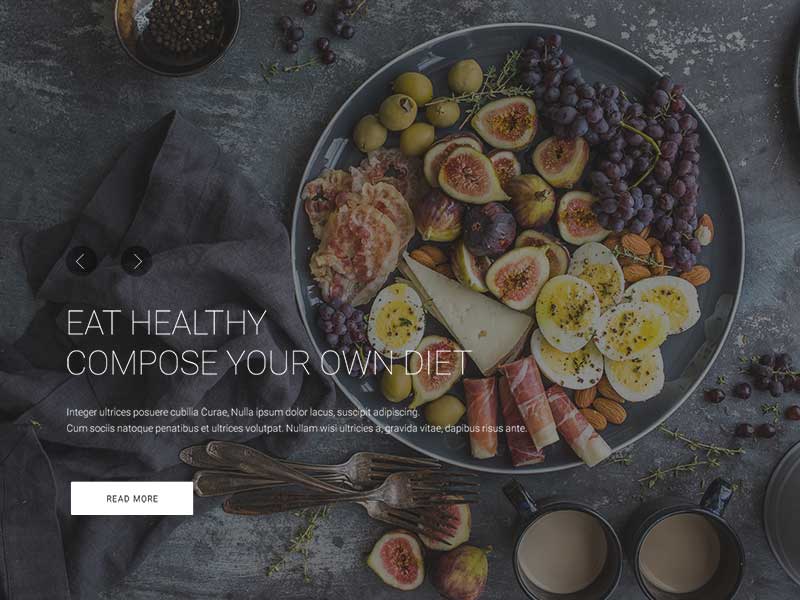 EAT HEALTHY
COMPOSE YOUR OWN DIET
Integer ultrices posuere cubilia Curae, Nulla ipsum dolor lacus, suscipit adipiscing.
Cum sociis natoque penatibus et ultrices volutpat. Nullam wisi ultricies a, gravida vitae, dapibus risus ante.
READ MORE